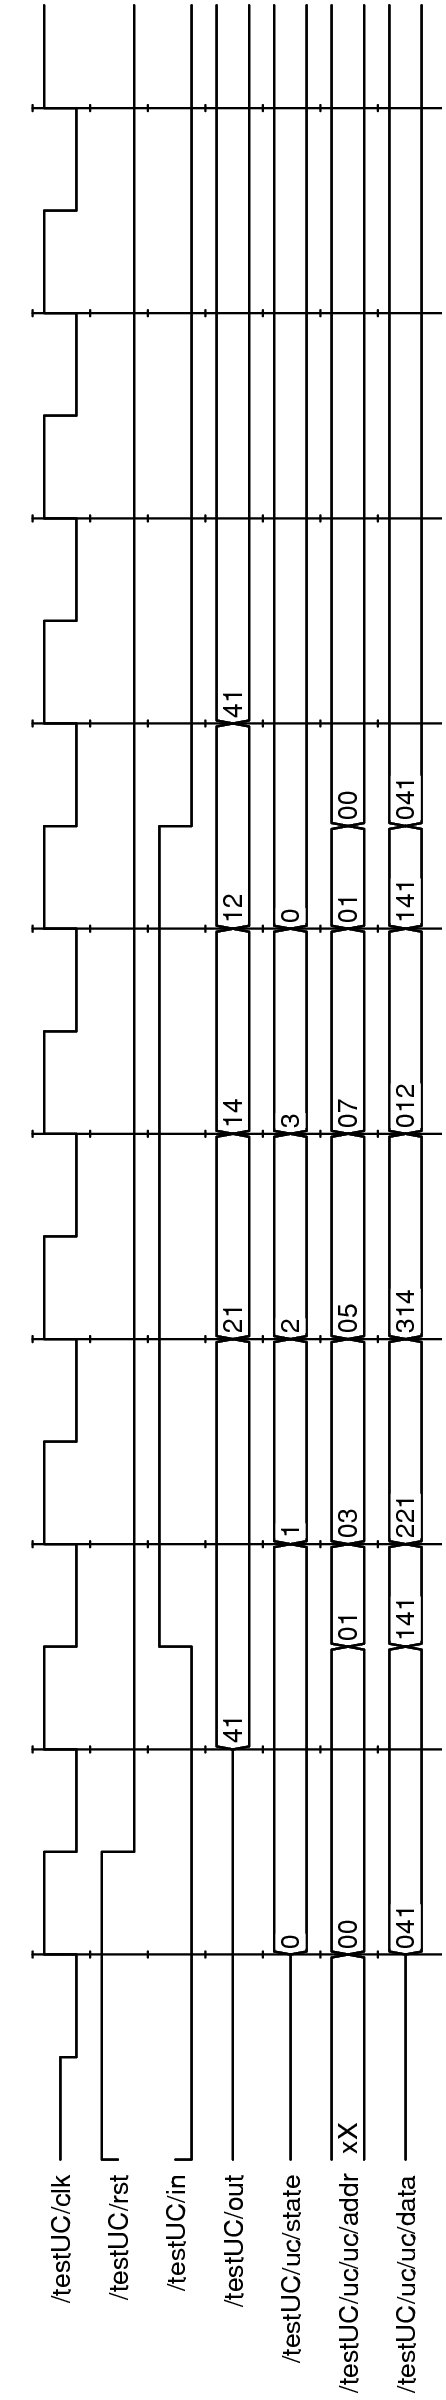 /testUC/clk
/testUC/rst
/testUC/in
/testUC/out 41 21 14 12 41
/testUC/uc/state 0 1 2 3 0
/testUC/uc/uc/addr xX 00 01 03 05 07 01 00
/testUC/uc/uc/data 041 141 221 314 012 141 041